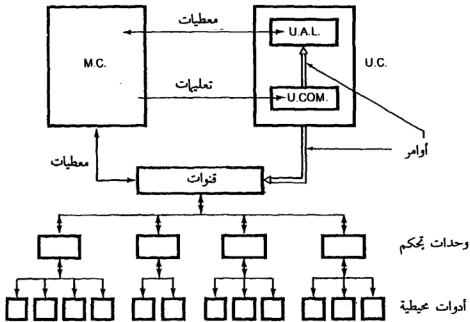 معطيات
U.A.L.
M.C.
U.C.
تعليمات
U.COM.
أوامر
معطيات
قنوات
وحدات تحكم
أدوات محيطية